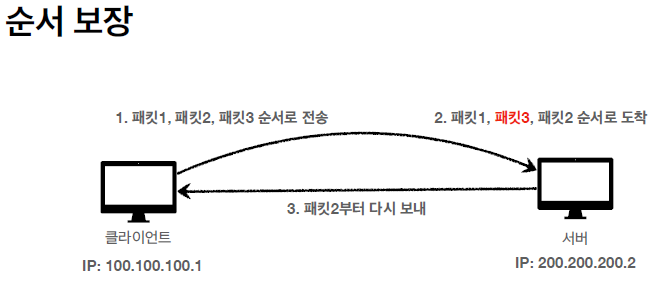 순서 보장
1. 패킷1, 패킷2, 패킷3 순서로 전송
2. 패킷1, 패킷3, 패킷2 순서로 도착
3. 패킷2부터 다시 보내
클라이언트
서버
IP: 100.100.100.1
IP: 200.200.200.2